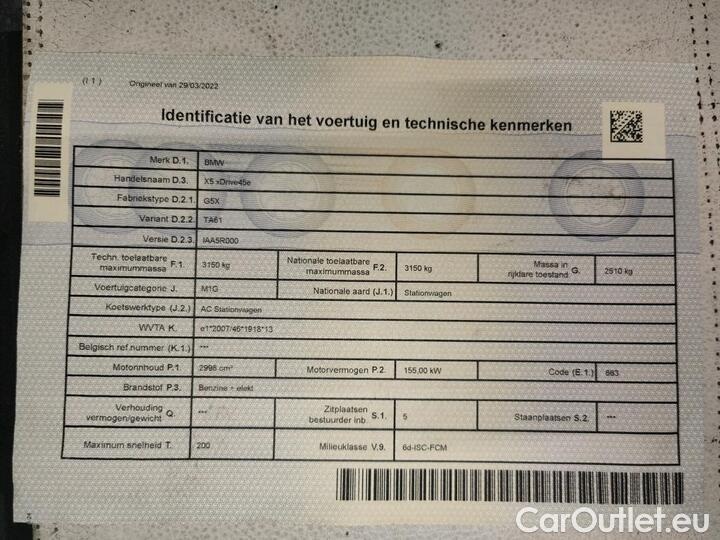 (I 1)
Origineel van 29/03/2022
Identificatie van het voertuig en technische kenmerken
Merk D.1. BMW
Handelsnaam D.3. X5 xDrive45e
Fabriekstype D.2.1. G5X
Variant D.2.2. TA61
Versie D.2.3. IAA5R000
Techn. toelaatbare maximummassa F.1. 3150 kg Nationale toelaatbare maximummassa F.2. 3150 kg Massa in rijklare toestand G. 2510 kg
Voertuigcategorie J. M1G Nationale aard (J.1.) Stationwagen
Koetswerktype (J.2.) AC Stationwagen
WVTA K. e1*2007/46*1918*13
Belgisch ref.nummer (K.1.) ---
Motorinhoud P.1. 2998 cm³ Motorvermogen P.2. 155,00 kW Code (E.1.) 663
Brandstof P.3. Benzine + elekt
Verhouding vermogen/gewicht Q. --- Zitplaatsen bestuurder inb. S.1. 5 Staanplaatsen S.2. ---
Maximum snelheid T. 200 Milieuklasse V.9. 6d-ISC-FCM
CarOutlet.eu